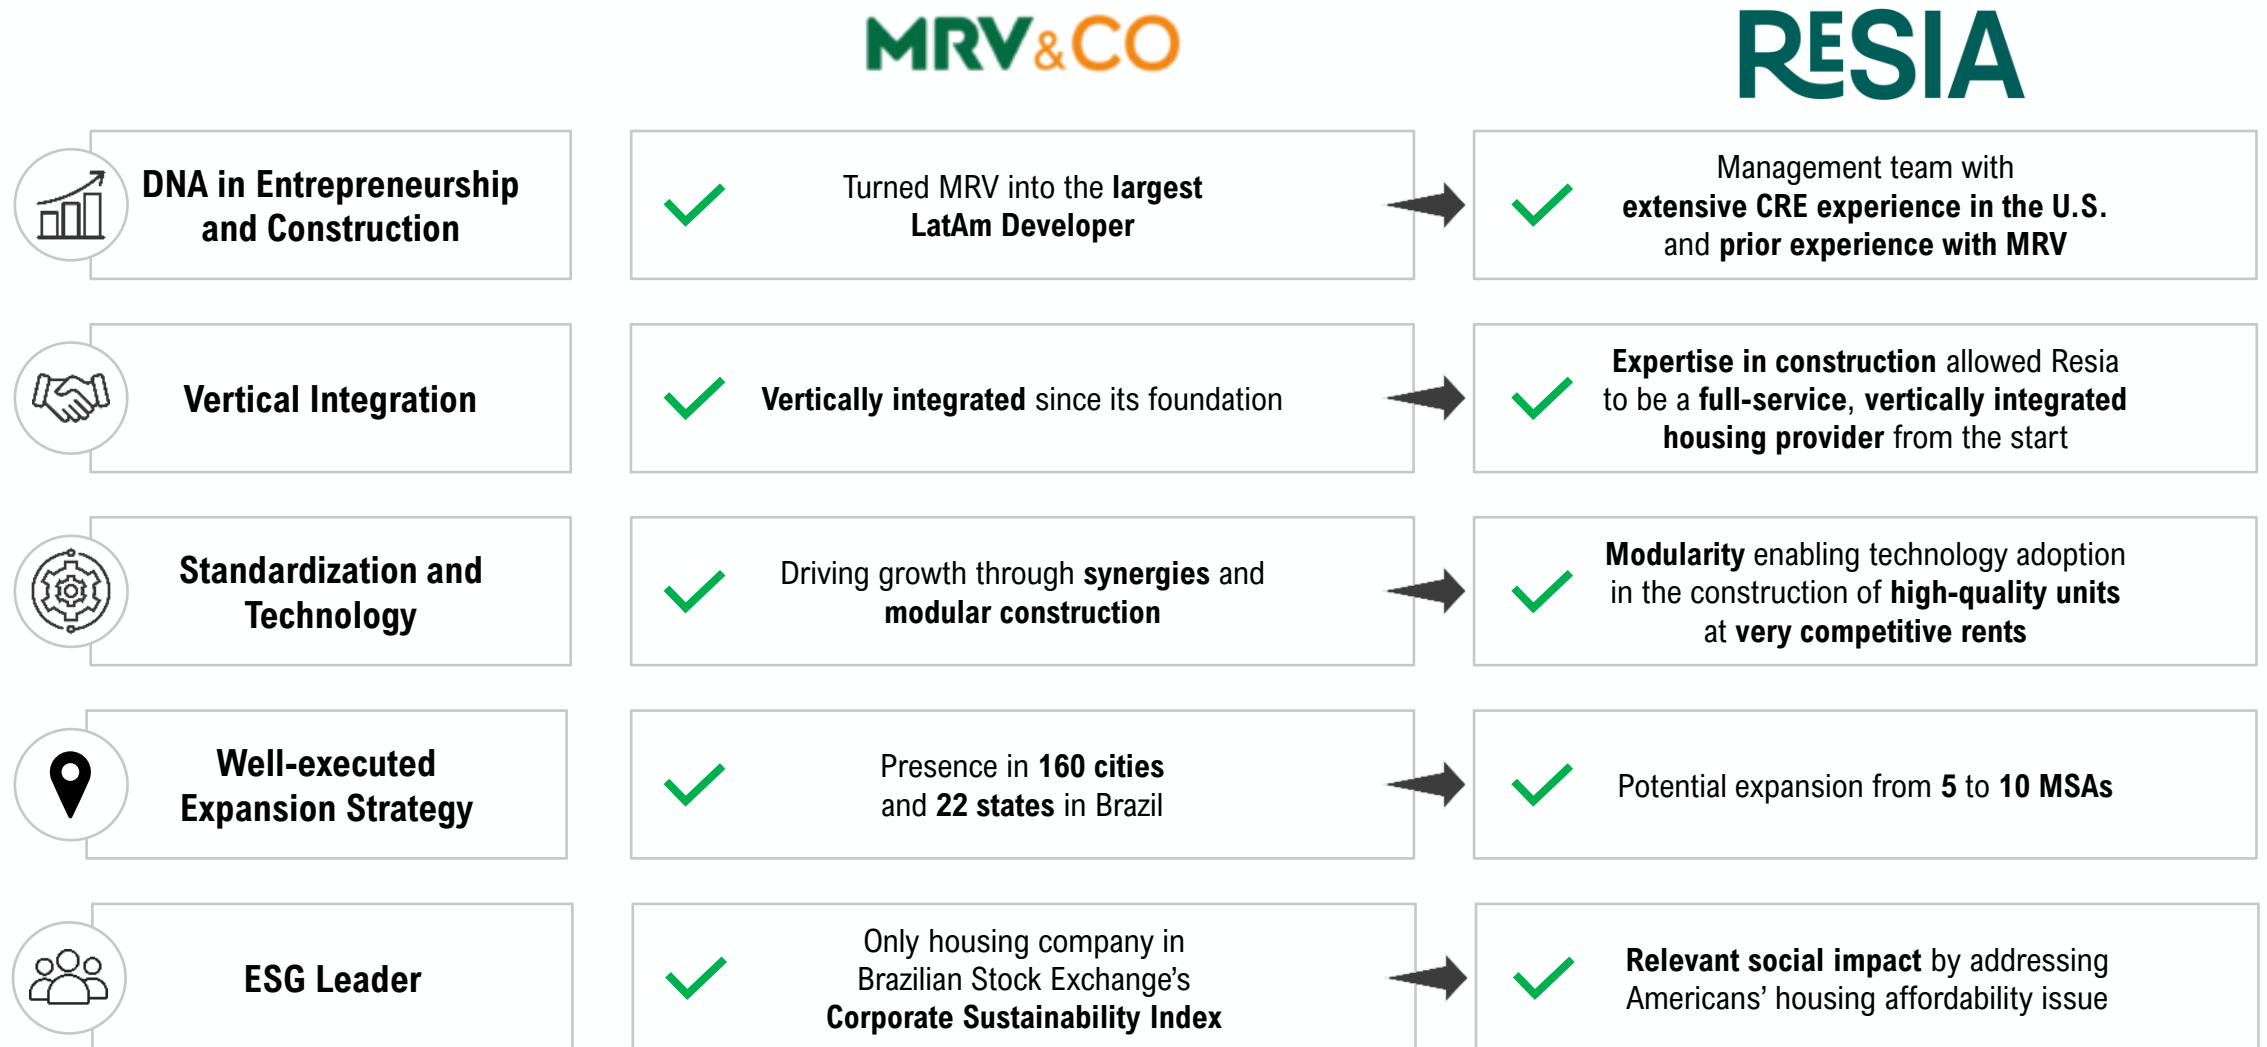 MRV&CO
RESIA
DNA in Entrepreneurship
and Construction
Turned MRV into the largest
LatAm Developer
Management team with
extensive CRE experience in the U.S.
and prior experience with MRV
Vertical Integration
Vertically integrated since its foundation
Expertise in construction allowed Resia
to be a full-service, vertically integrated
housing provider from the start
Standardization and
Technology
Driving growth through synergies and
modular construction
Modularity enabling technology adoption
in the construction of high-quality units
at very competitive rents
Well-executed
Expansion Strategy
Presence in 160 cities
and 22 states in Brazil
Potential expansion from 5 to 10 MSAs
ESG Leader
Only housing company in
Brazilian Stock Exchange’s
Corporate Sustainability Index
Relevant social impact by addressing
Americans’ housing affordability issue